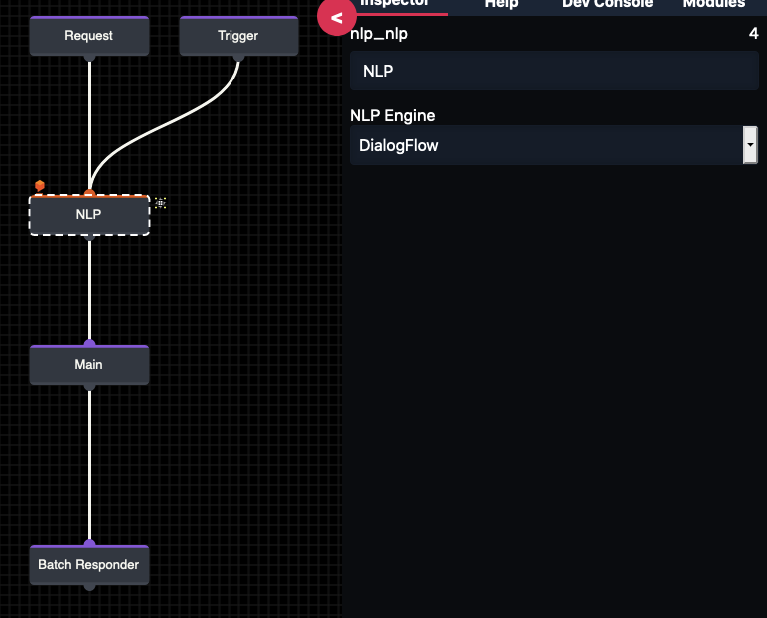 Request
Trigger
NLP
Main
Batch Responder
<
Inspector
Help
Dev Console
Modules
nlp_nlp
4
NLP
NLP Engine
DialogFlow